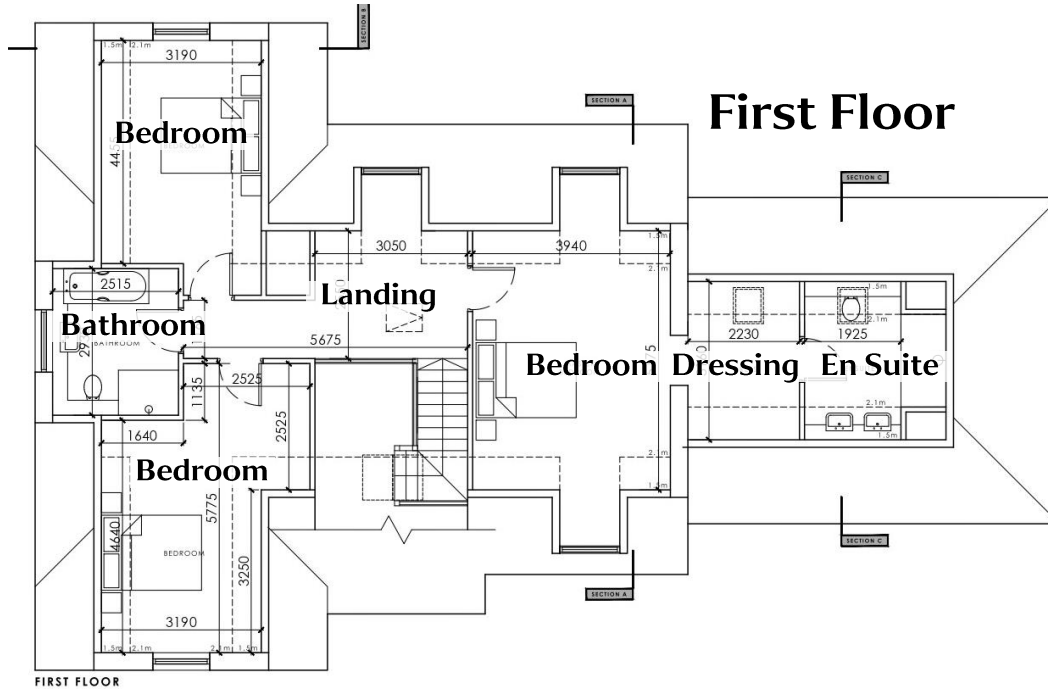 SECTION B
1.5m 2.1m
3190
SECTION A
First Floor
Bedroom
SECTION C
3050
3940
1.5m
2.1m
2515
Landing
1.5m
2.1m
Bathroom
BATHROOM
5675
2230
1925
Bedroom
Dressing
En Suite
2525
1135
2525
2.1m
1640
1.5m
Bedroom
2.1m
1.5m
5775
4640
BEDROOM
3250
SECTION C
SECTION A
3190
1.5m 2.1m
2.1m 1.5m
FIRST FLOOR